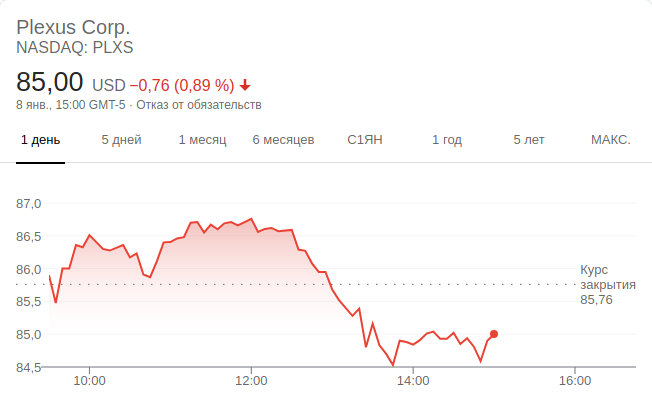 Plexus Corp.
NASDAQ: PLXS
85,00 USD −0,76 (0,89 %)
8 янв., 15:00 GMT-5 · Отказ от обязательств
1 день 5 дней 1 месяц 6 месяцев С1ЯН 1 год 5 лет МАКС.
87,0
86,5
86,0
85,5
85,0
84,5
Курс
закрытия
85,76
10:00 12:00 14:00 16:00